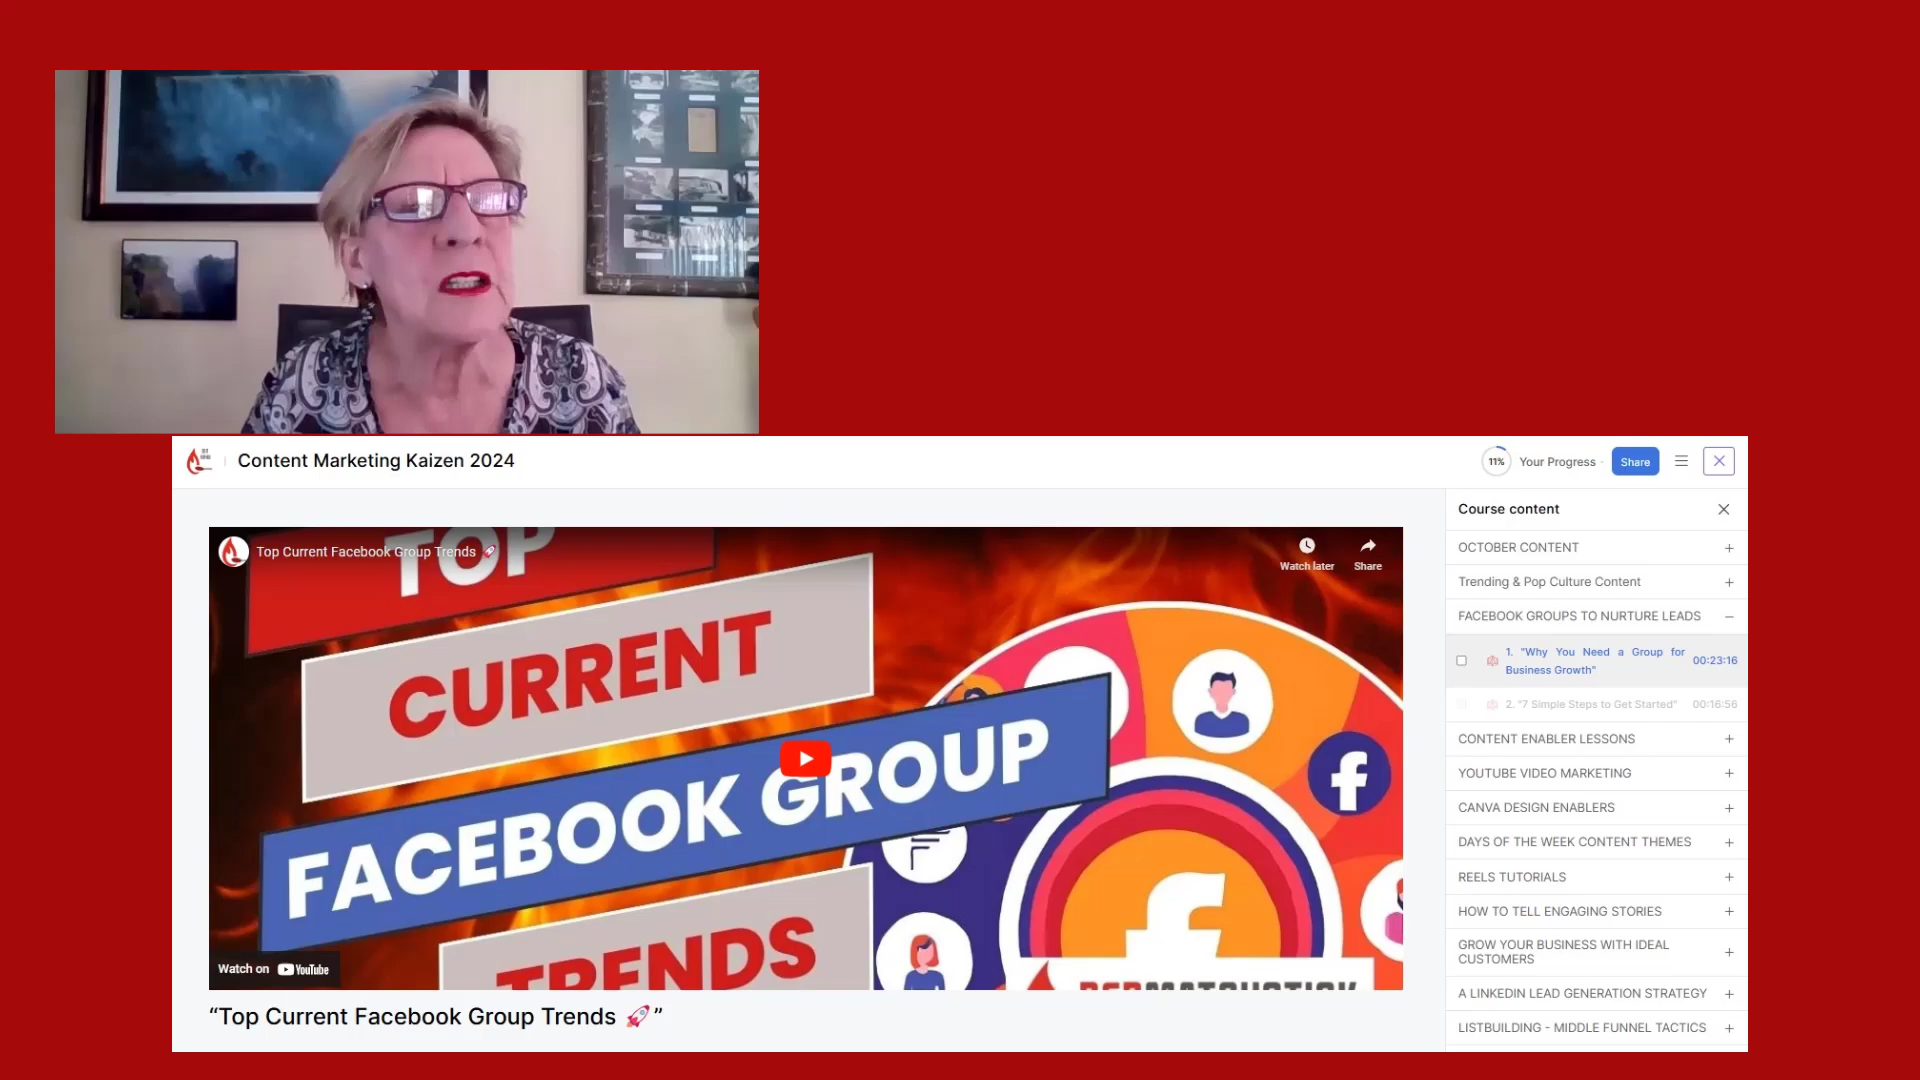 Content Marketing Kaizen 2024
11%
Your Progress
Share
Top Current Facebook Group Trends 🚀
Watch later
Share
TOP
CURRENT
FACEBOOK GROUP
TRENDS
Watch on YouTube
“Top Current Facebook Group Trends 🚀”
Course content
OCTOBER CONTENT
Trending & Pop Culture Content
FACEBOOK GROUPS TO NURTURE LEADS
1. "Why You Need a Group for
Business Growth"
00:23:16
2. "7 Simple Steps to Get Started" 00:16:56
CONTENT ENABLER LESSONS
YOUTUBE VIDEO MARKETING
CANVA DESIGN ENABLERS
DAYS OF THE WEEK CONTENT THEMES
REELS TUTORIALS
HOW TO TELL ENGAGING STORIES
GROW YOUR BUSINESS WITH IDEAL
CUSTOMERS
A LINKEDIN LEAD GENERATION STRATEGY
LISTBUILDING - MIDDLE FUNNEL TACTICS